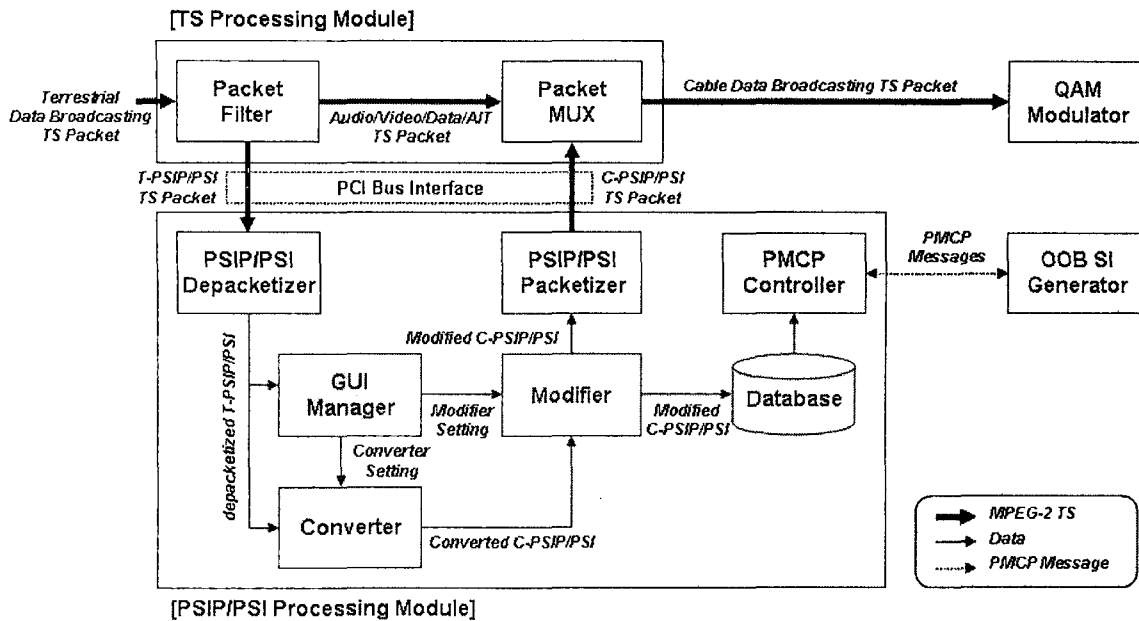 [TS Processing Module]
Terrestrial
Data Broadcasting
TS Packet
Packet
Filter
Audio/Video/Data/AIT
TS Packet
Packet
MUX
Cable Data Broadcasting TS Packet
QAM
Modulator
T-PSIP/PSI
TS Packet
PCI Bus Interface
C-PSIP/PSI
TS Packet
PSIP/PSI
Depacketizer
PSIP/PSI
Packetizer
PMCP
Controller
PMCP
Messages
OOB SI
Generator
depacketized T-PSIP/PSI
Modified C-PSIP/PSI
GUI
Manager
Modifier
Setting
Modifier
Modified
C-PSIP/PSI
Database
Converter
Setting
Converter
Converted C-PSIP/PSI
MPEG-2 TS
Data
PMCP Message
[PSIP/PSI Processing Module]